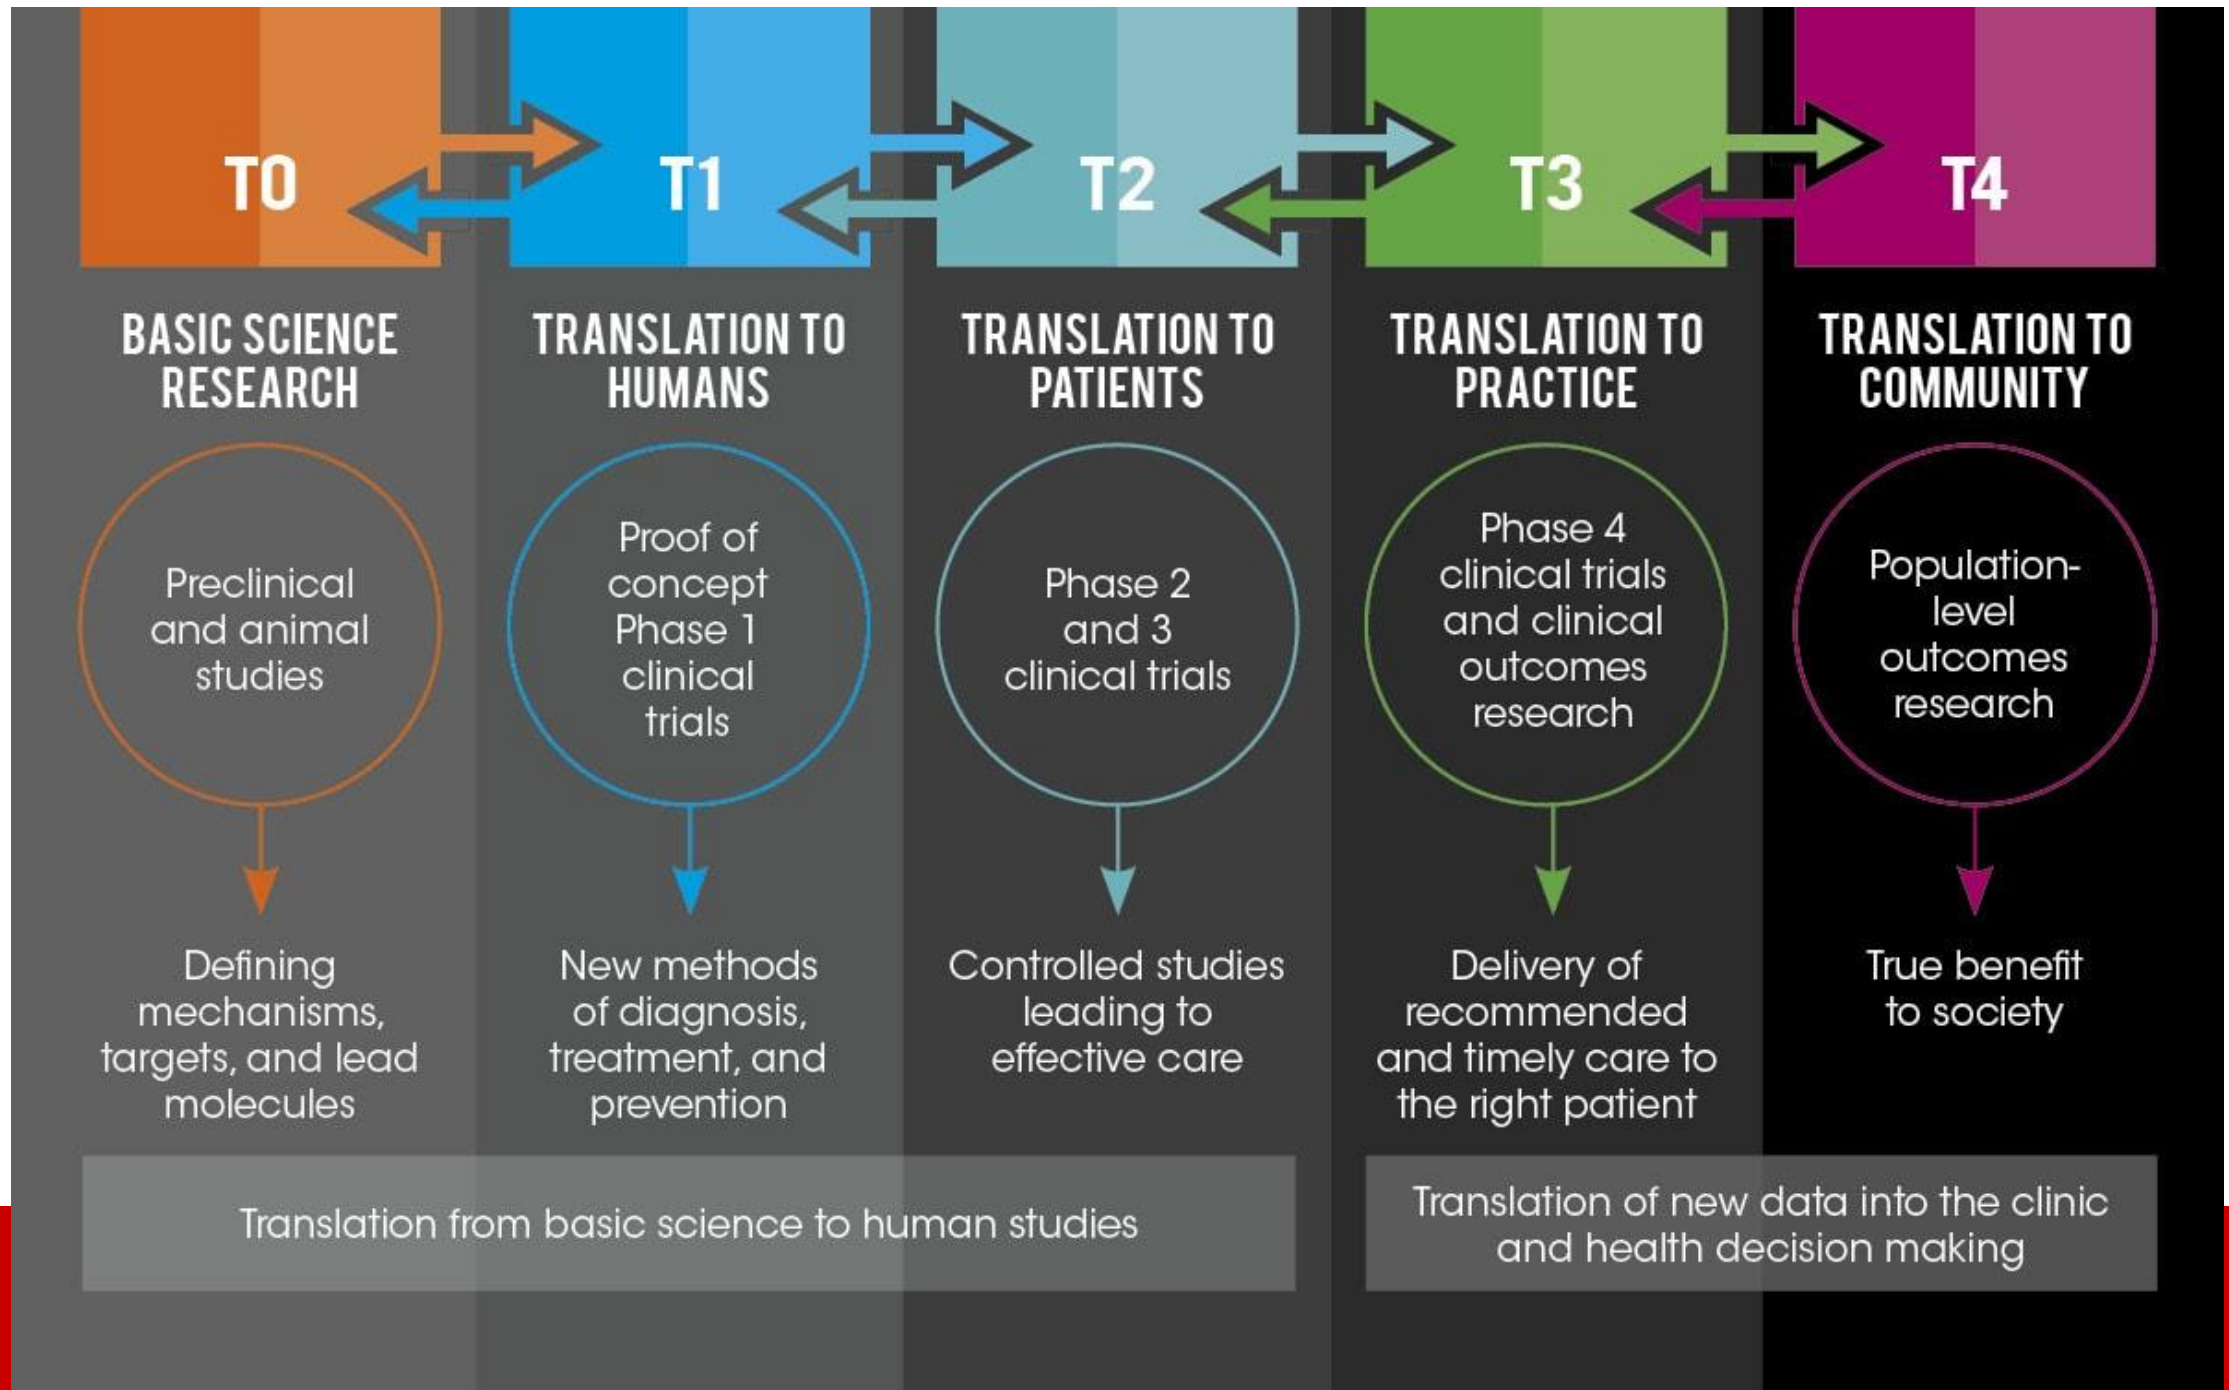 T0
T1
T2
T3
T4
BASIC SCIENCE
RESEARCH
TRANSLATION TO
HUMANS
TRANSLATION TO
PATIENTS
TRANSLATION TO
PRACTICE
TRANSLATION TO
COMMUNITY
Preclinical
and animal
studies
Proof of
concept
Phase 1
clinical
trials
Phase 2
and 3
clinical trials
Phase 4
clinical trials
and clinical
outcomes
research
Population-
level
outcomes
research
Defining
mechanisms,
targets, and lead
molecules
New methods
of diagnosis,
treatment, and
prevention
Controlled studies
leading to
effective care
Delivery of
recommended
and timely care to
the right patient
True benefit
to society
Translation from basic science to human studies
Translation of new data into the clinic
and health decision making